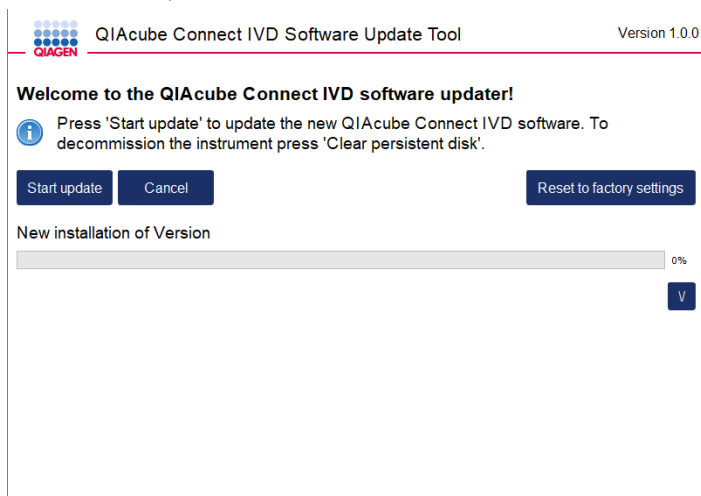 QIAGEN
QIAcube Connect IVD Software Update Tool
Version 1.0.0
Welcome to the QIAcube Connect IVD software updater!
Press 'Start update' to update the new QIAcube Connect IVD software. To
decommission the instrument press 'Clear persistent disk'.
Start update
Cancel
Reset to factory settings
New installation of Version
0%
V